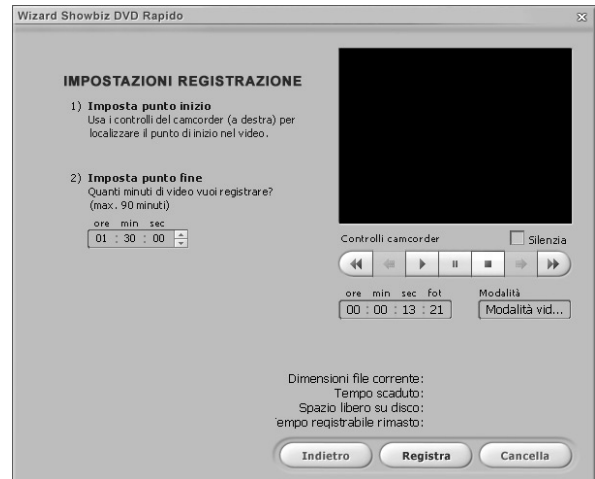 Wizard Showbiz DVD Rapido
IMPOSTAZIONI REGISTRAZIONE
1) Imposta punto inizio
Usa i controlli del camcorder (a destra) per
localizzare il punto di inizio nel video.
2) Imposta punto fine
Quanti minuti di video vuoi registrare?
(max. 90 minuti)
ore min sec
01 : 30 : 00
Controlli camcorder
Silenzia
ore min sec fot
Modalità
00 : 00 : 13 : 21
Modalità vid...
Dimensioni file corrente:
Tempo scaduto:
Spazio libero su disco:
empo registrabile rimasto:
Indietro
Registra
Cancella